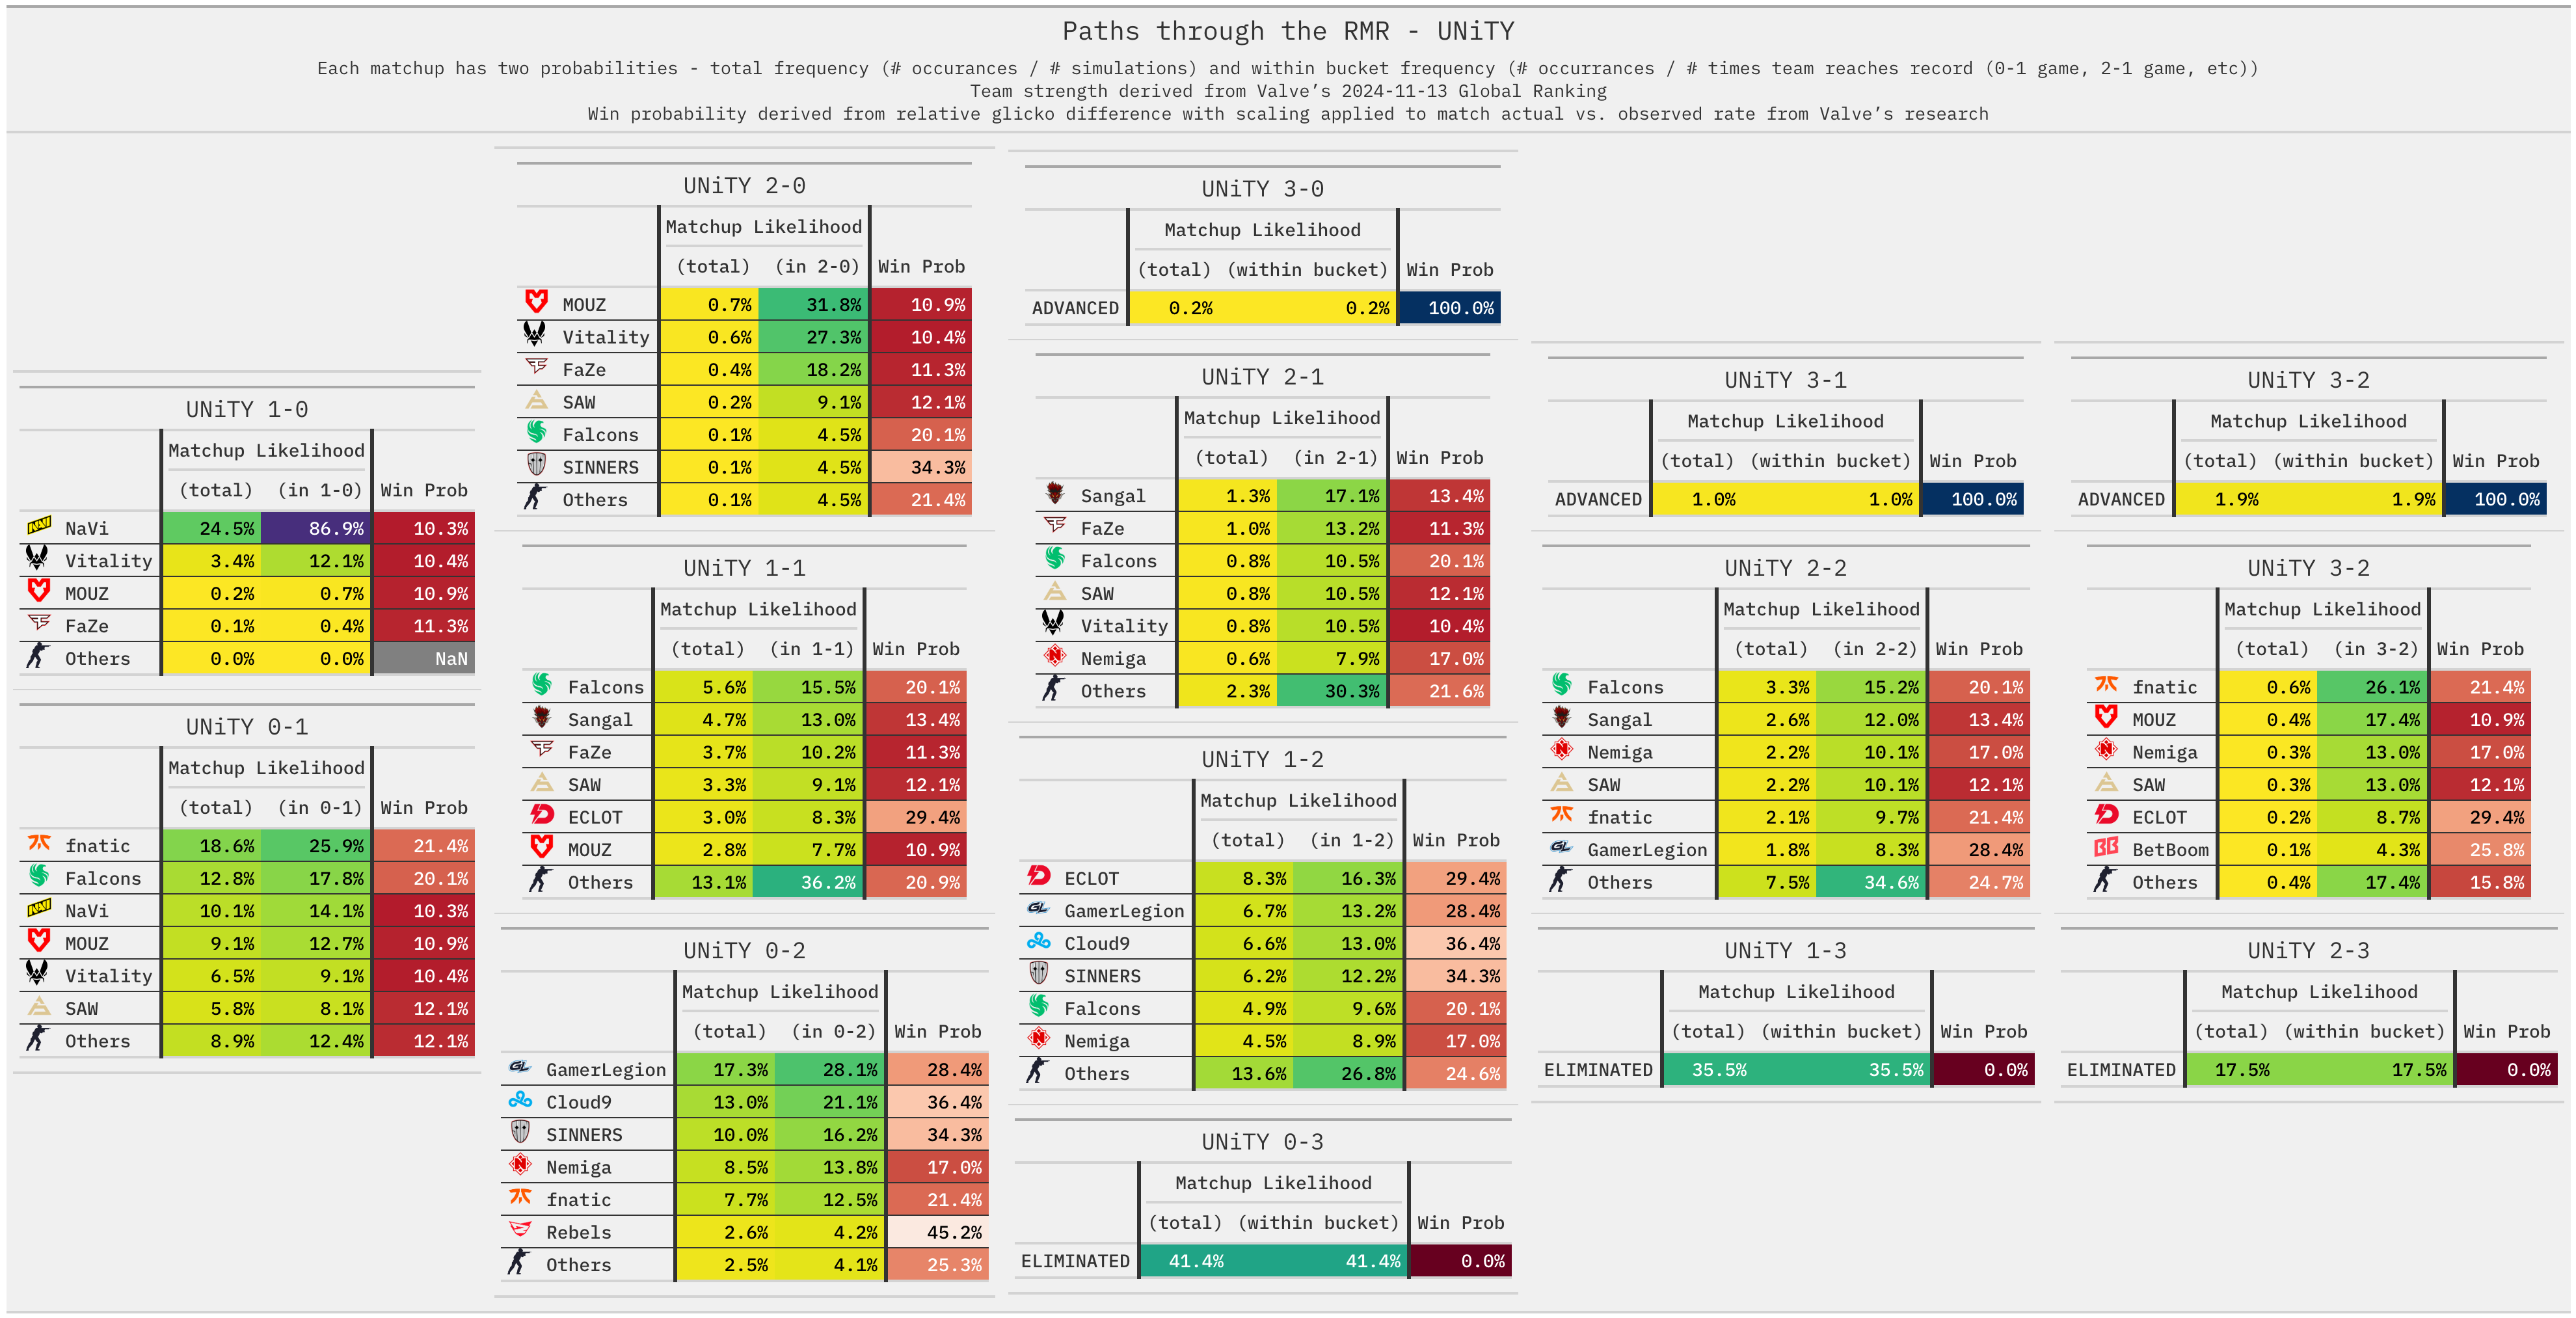 Paths through the RMR - UNiTY
Each matchup has two probabilities - total frequency (# occurances / # simulations) and within bucket frequency (# occurrances / # times team reaches record (0-1 game, 2-1 game, etc))
Team strength derived from Valve's 2024-11-13 Global Ranking
Win probability derived from relative glicko difference with scaling applied to match actual vs. observed rate from Valve's research
UNiTY 1-0
Matchup Likelihood
(total) (in 1-0) Win Prob
NaVi 24.5% 86.9% 10.3%
Vitality 3.4% 12.1% 10.4%
MOUZ 0.2% 0.7% 10.9%
FaZe 0.1% 0.4% 11.3%
Others 0.0% 0.0% NaN
UNiTY 0-1
Matchup Likelihood
(total) (in 0-1) Win Prob
fnatic 18.6% 25.9% 21.4%
Falcons 12.8% 17.8% 20.1%
NaVi 10.1% 14.1% 10.3%
MOUZ 9.1% 12.7% 10.9%
Vitality 6.5% 9.1% 10.4%
SAW 5.8% 8.1% 12.1%
Others 8.9% 12.4% 12.1%
UNiTY 2-0
Matchup Likelihood
(total) (in 2-0) Win Prob
MOUZ 0.7% 31.8% 10.9%
Vitality 0.6% 27.3% 10.4%
FaZe 0.4% 18.2% 11.3%
SAW 0.2% 9.1% 12.1%
Falcons 0.1% 4.5% 20.1%
SINNERS 0.1% 4.5% 34.3%
Others 0.1% 4.5% 21.4%
UNiTY 1-1
Matchup Likelihood
(total) (in 1-1) Win Prob
Falcons 5.6% 15.5% 20.1%
Sangal 4.7% 13.0% 13.4%
FaZe 3.7% 10.2% 11.3%
SAW 3.3% 9.1% 12.1%
ECLOT 3.0% 8.3% 29.4%
MOUZ 2.8% 7.7% 10.9%
Others 13.1% 36.2% 20.9%
UNiTY 0-2
Matchup Likelihood
(total) (in 0-2) Win Prob
GamerLegion 17.3% 28.1% 28.4%
Cloud9 13.0% 21.1% 36.4%
SINNERS 10.0% 16.2% 34.3%
Nemiga 8.5% 13.8% 17.0%
fnatic 7.7% 12.5% 21.4%
Rebels 2.6% 4.2% 45.2%
Others 2.5% 4.1% 25.3%
UNiTY 3-0
Matchup Likelihood
(total) (within bucket) Win Prob
ADVANCED 0.2% 0.2% 100.0%
UNiTY 2-1
Matchup Likelihood
(total) (in 2-1) Win Prob
Sangal 1.3% 17.1% 13.4%
FaZe 1.0% 13.2% 11.3%
Falcons 0.8% 10.5% 20.1%
SAW 0.8% 10.5% 12.1%
Vitality 0.8% 10.5% 10.4%
Nemiga 0.6% 7.9% 17.0%
Others 2.3% 30.3% 21.6%
UNiTY 1-2
Matchup Likelihood
(total) (in 1-2) Win Prob
ECLOT 8.3% 16.3% 29.4%
GamerLegion 6.7% 13.2% 28.4%
Cloud9 6.6% 13.0% 36.4%
SINNERS 6.2% 12.2% 34.3%
Falcons 4.9% 9.6% 20.1%
Nemiga 4.5% 8.9% 17.0%
Others 13.6% 26.8% 24.6%
UNiTY 0-3
Matchup Likelihood
(total) (within bucket) Win Prob
ELIMINATED 41.4% 41.4% 0.0%
UNiTY 3-1
Matchup Likelihood
(total) (within bucket) Win Prob
ADVANCED 1.0% 1.0% 100.0%
UNiTY 2-2
Matchup Likelihood
(total) (in 2-2) Win Prob
Falcons 3.3% 15.2% 20.1%
Sangal 2.6% 12.0% 13.4%
Nemiga 2.2% 10.1% 17.0%
SAW 2.2% 10.1% 12.1%
fnatic 2.1% 9.7% 21.4%
GamerLegion 1.8% 8.3% 28.4%
Others 7.5% 34.6% 24.7%
UNiTY 1-3
Matchup Likelihood
(total) (within bucket) Win Prob
ELIMINATED 35.5% 35.5% 0.0%
UNiTY 3-2
Matchup Likelihood
(total) (within bucket) Win Prob
ADVANCED 1.9% 1.9% 100.0%
UNiTY 3-2
Matchup Likelihood
(total) (in 3-2) Win Prob
fnatic 0.6% 26.1% 21.4%
MOUZ 0.4% 17.4% 10.9%
Nemiga 0.3% 13.0% 17.0%
SAW 0.3% 13.0% 12.1%
ECLOT 0.2% 8.7% 29.4%
BetBoom 0.1% 4.3% 25.8%
Others 0.4% 17.4% 15.8%
UNiTY 2-3
Matchup Likelihood
(total) (within bucket) Win Prob
ELIMINATED 17.5% 17.5% 0.0%